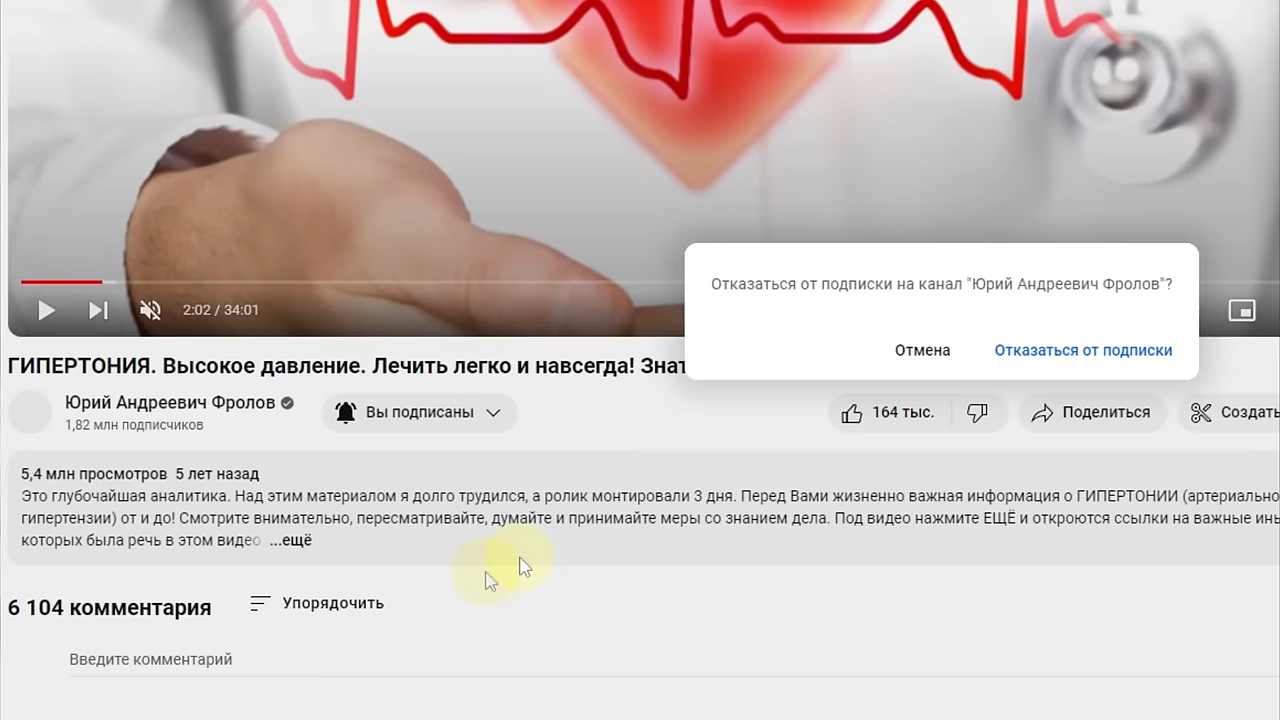 Отказаться от подписки на канал "Юрий Андреевич Фролов"?
Отмена Отказаться от подписки
2:02 / 34:01
ГИПЕРТОНИЯ. Высокое давление. Лечить легко и навсегда!
Юрий Андреевич Фролов
1,82 млн подписчиков
Вы подписаны
164 тыс.
Поделиться
5,4 млн просмотров 5 лет назад
Это глубочайшая аналитика. Над этим материалом я долго трудился, а ролик монтировали 3 дня. Перед Вами жизненно важная информация о ГИПЕРТОНИИ (артериально
гипертензии) от и до! Смотрите внимательно, пересматривайте, думайте и принимайте меры со знанием дела. Под видео нажмите ЕЩЁ и откроются ссылки на важные
которых была речь в этом видео ...ещё
6 104 комментария
Упорядочить
Введите комментарий